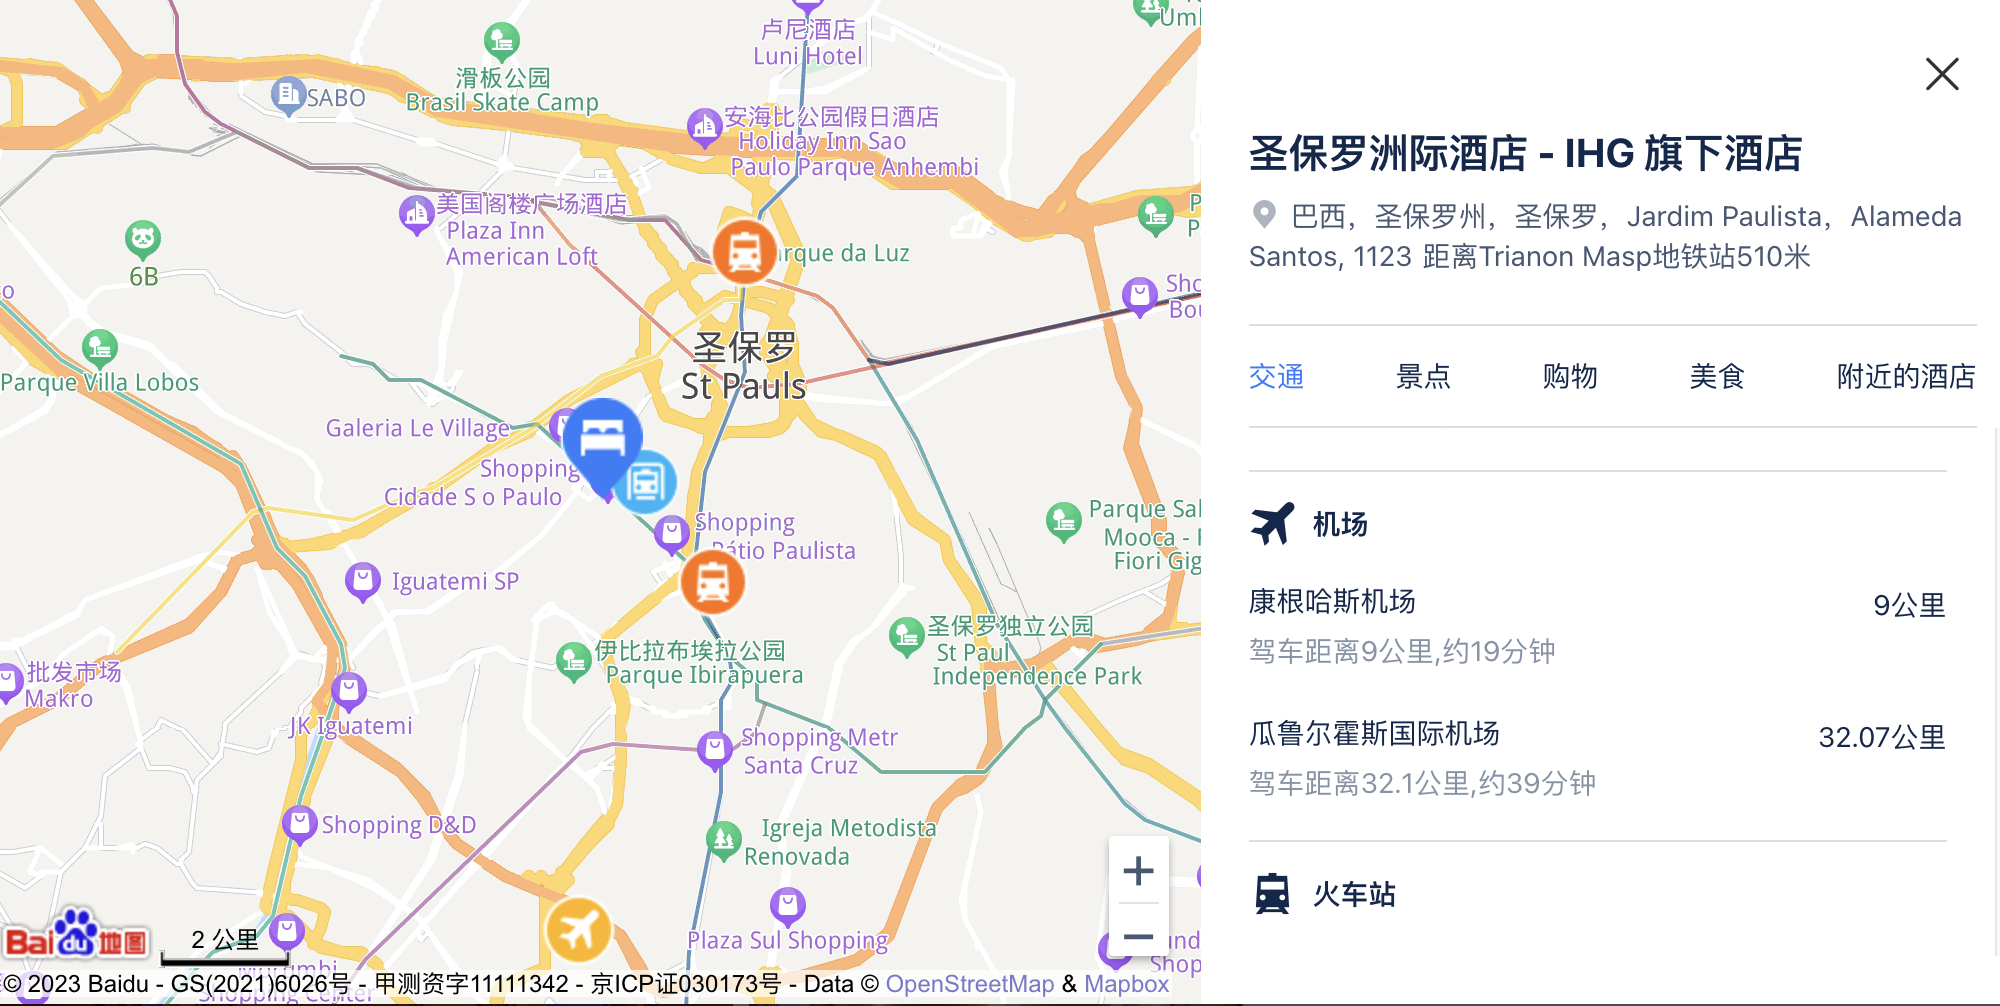 卢尼酒店
Luni Hotel
滑板公园
Brasil Skate Camp
SABO
安海比公园假日酒店
Holiday Inn Sao
Paulo Parque Anhembi
美国阁楼广场酒店
Plaza Inn
American Loft
6B
rque da Luz
Parque Villa Lobos
圣保罗
St Pauls
Galeria Le Village
Shopping
Cidade S o Paulo
Shopping
Pátio Paulista
Iguatemi SP
Parque Sal
Mooca -
Fiori Gig
圣保罗独立公园
St Paul
Independence Park
伊比拉布埃拉公园
Parque Ibirapuera
批发市场
Makro
JK Iguatemi
Shopping Metr
Santa Cruz
Shopping D&D
Igreja Metodista
Renovada
Plaza Sul Shopping
Morumbi
Shopping Center
Shop
Bai du 地图
2 公里
© 2023 Baidu - GS(2021)6026号 - 甲测资字11111342 - 京ICP证030173号 - Data © OpenStreetMap & Mapbox
圣保罗洲际酒店 - IHG 旗下酒店
巴西，圣保罗州，圣保罗，Jardim Paulista，Alameda
Santos, 1123 距离Trianon Masp地铁站510米
交通 景点 购物 美食 附近的酒店
机场
康根哈斯机场 9公里
驾车距离9公里,约19分钟
瓜鲁尔霍斯国际机场 32.07公里
驾车距离32.1公里,约39分钟
火车站